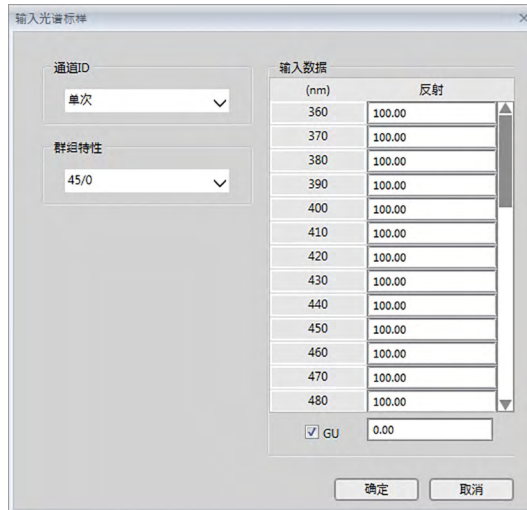 输入光谱标样
通道ID
单次
群组特性
45/0
输入数据
(nm) 反射
360 100.00
370 100.00
380 100.00
390 100.00
400 100.00
410 100.00
420 100.00
430 100.00
440 100.00
450 100.00
460 100.00
470 100.00
480 100.00
GU 0.00
确定 取消